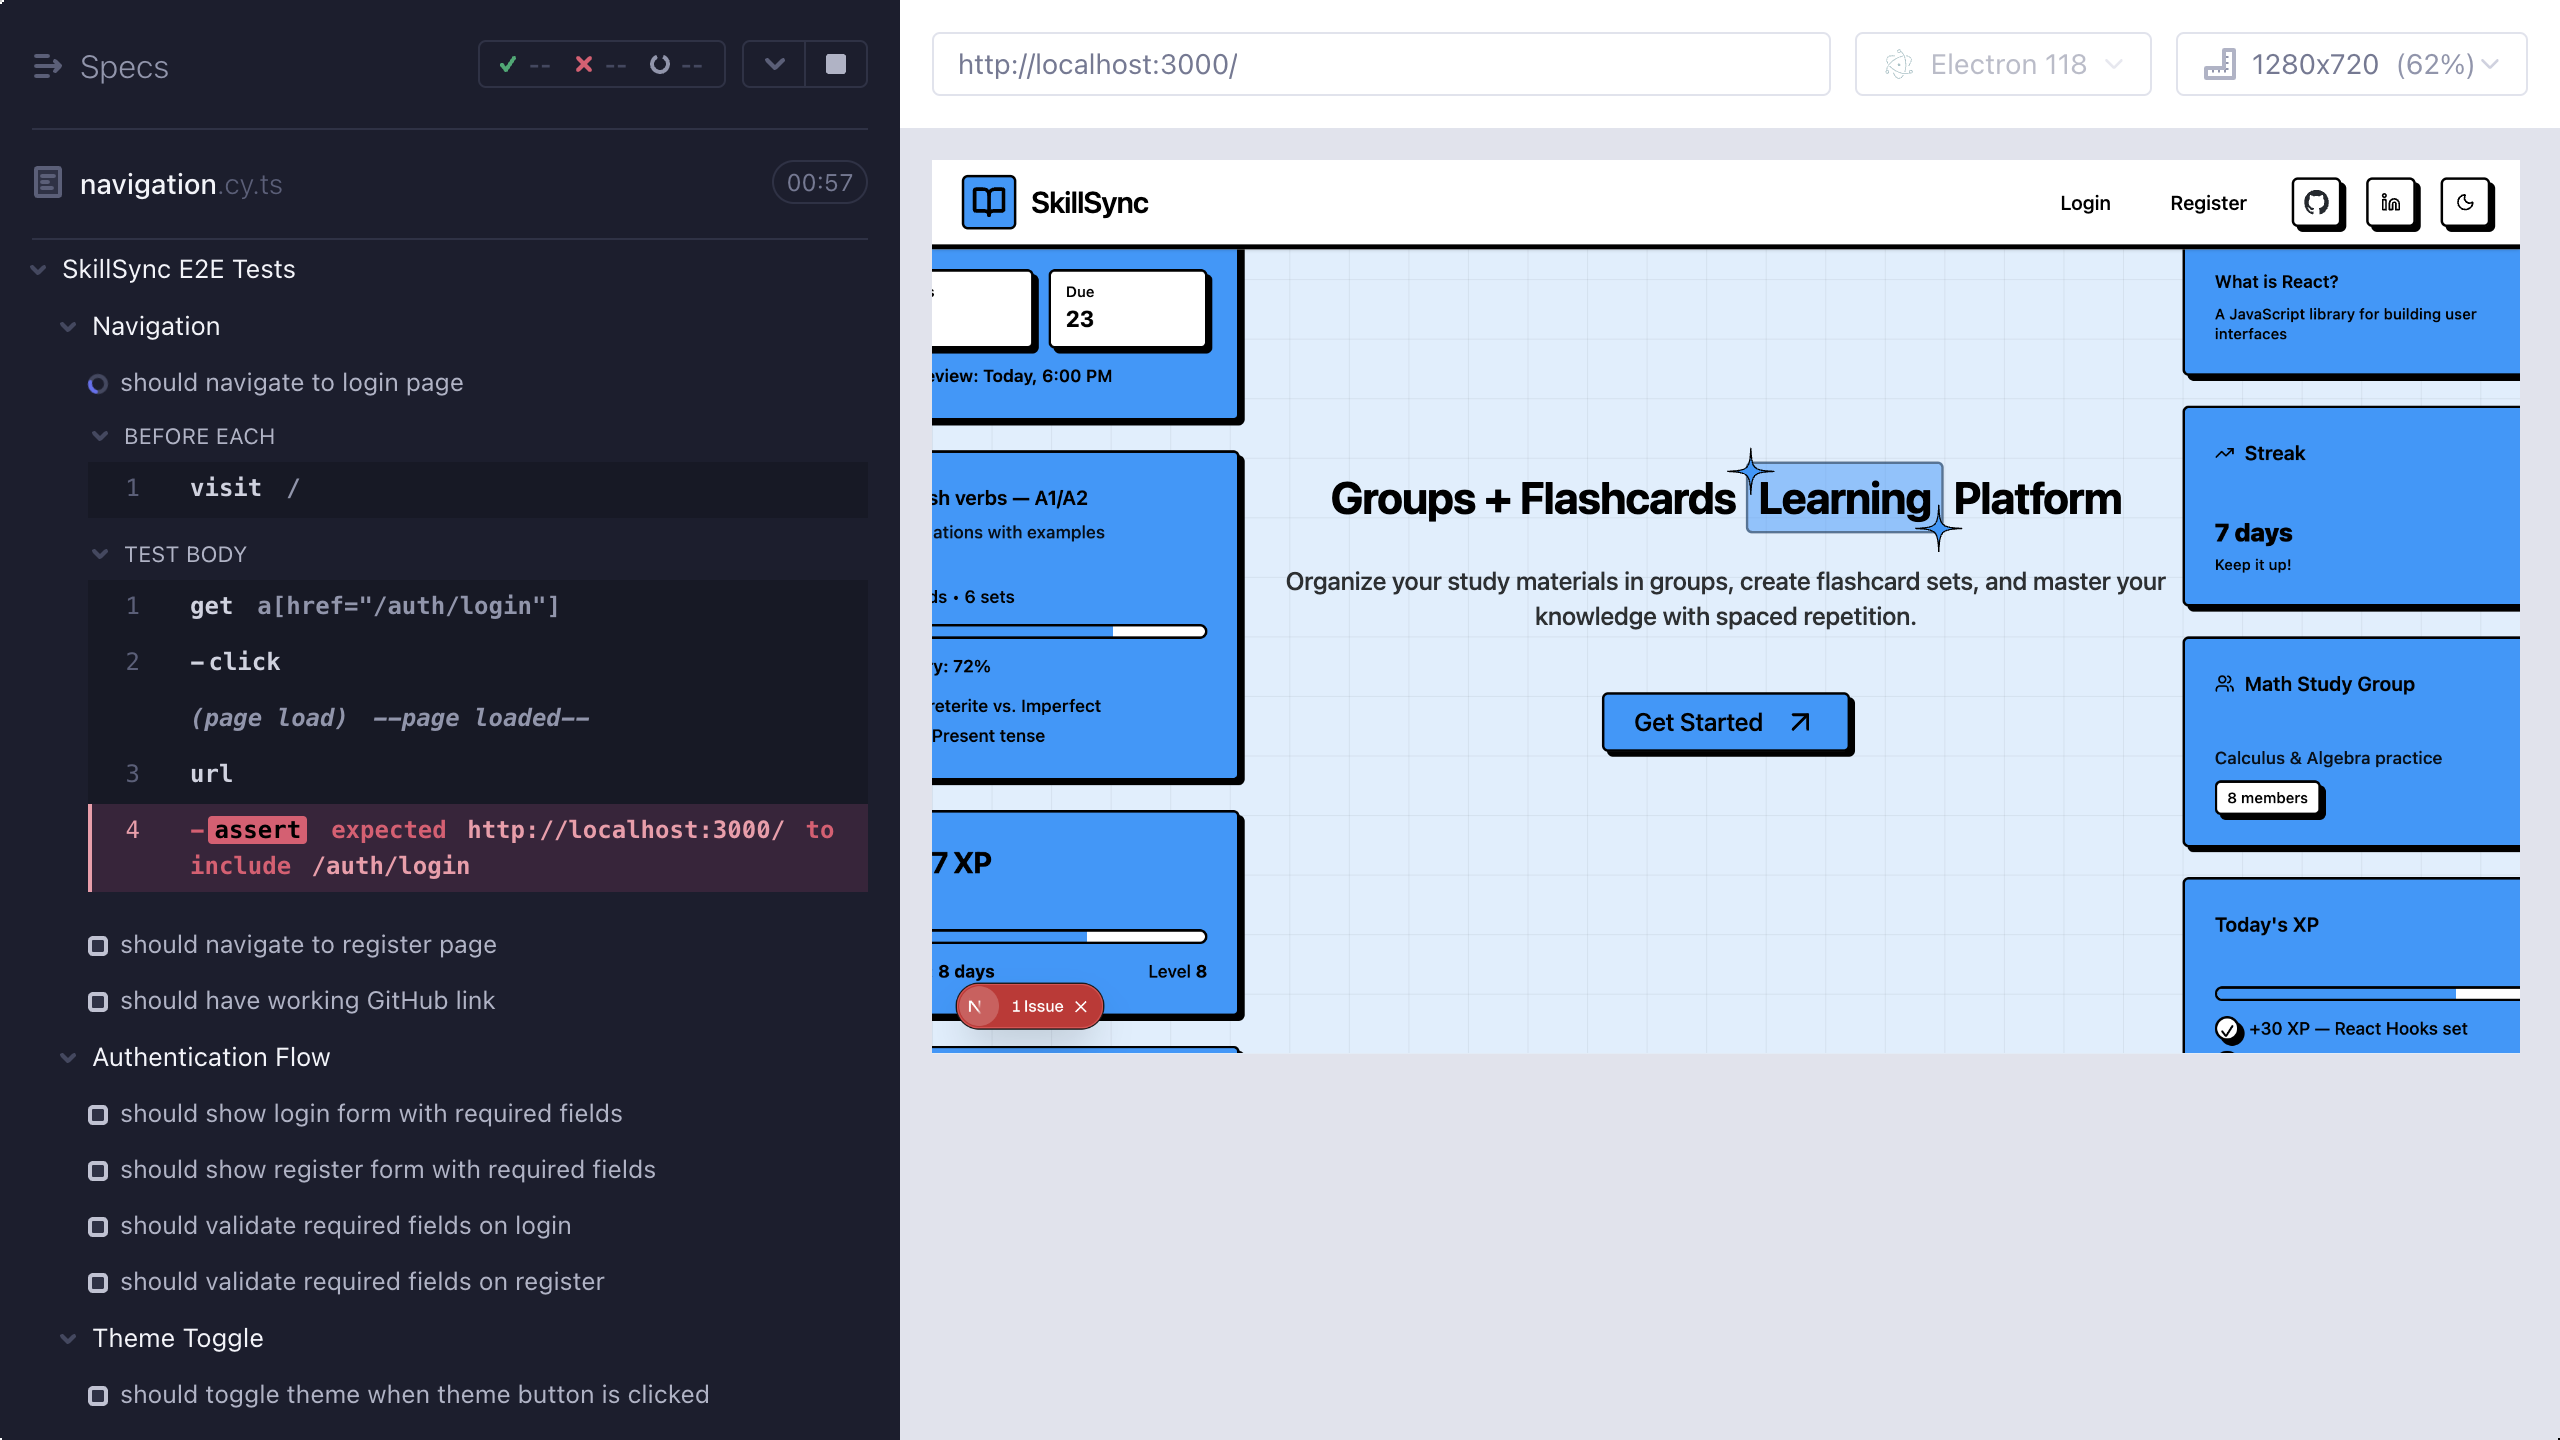 Specs
-- -- --
navigation.cy.ts 00:57
SkillSync E2E Tests
Navigation
should navigate to login page
BEFORE EACH
1 visit /
TEST BODY
1 get a[href="/auth/login"]
2 -click
(page load) --page loaded--
3 url
4 -assert expected http://localhost:3000/ to
include /auth/login
should navigate to register page
should have working GitHub link
Authentication Flow
should show login form with required fields
should show register form with required fields
should validate required fields on login
should validate required fields on register
Theme Toggle
should toggle theme when theme button is clicked
http://localhost:3000/
Electron 118
1280x720 (62%)
SkillSync
Login
Register
Due
23
eview: Today, 6:00 PM
sh verbs — A1/A2
ations with examples
ds • 6 sets
y: 72%
reterite vs. Imperfect
Present tense
7 XP
8 days
Level 8
N 1 Issue
Groups + Flashcards Learning Platform
Organize your study materials in groups, create flashcard sets, and master your
knowledge with spaced repetition.
Get Started
What is React?
A JavaScript library for building user
interfaces
Streak
7 days
Keep it up!
Math Study Group
Calculus & Algebra practice
8 members
Today's XP
+30 XP — React Hooks set